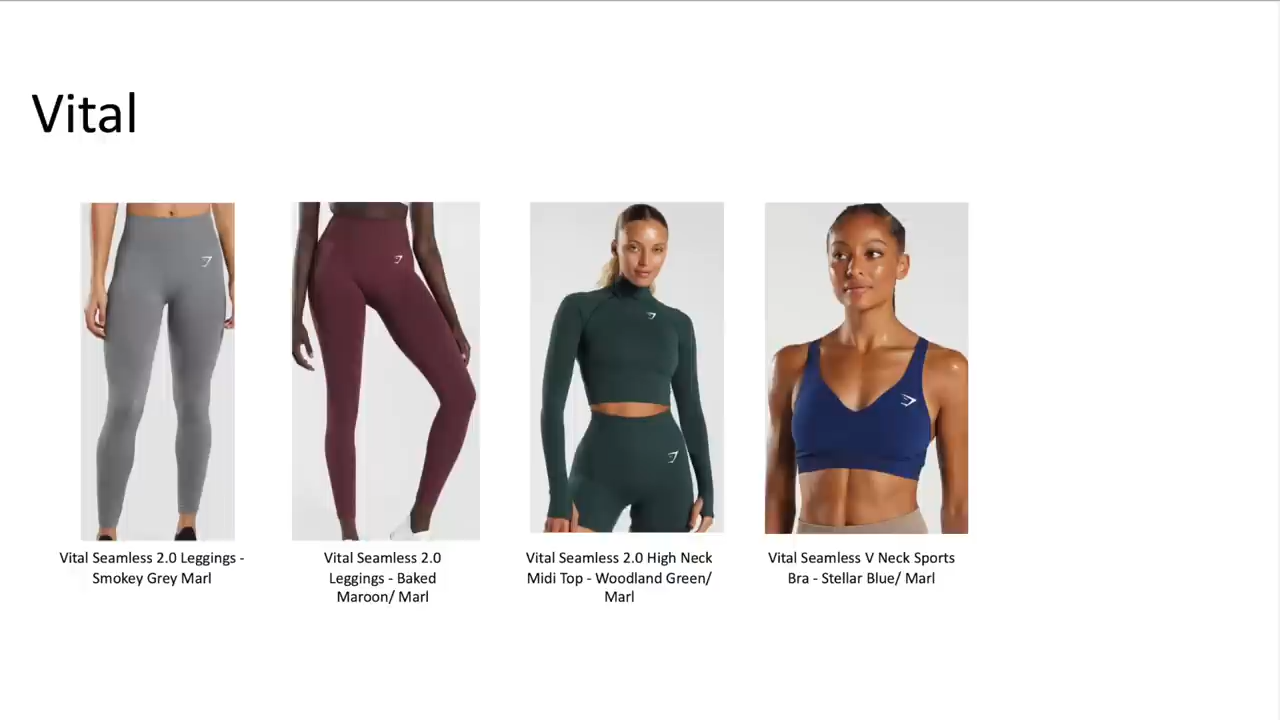 Vital
Vital Seamless 2.0 Leggings -
Smokey Grey Marl
Vital Seamless 2.0
Leggings - Baked
Maroon/ Marl
Vital Seamless 2.0 High Neck
Midi Top - Woodland Green/
Marl
Vital Seamless V Neck Sports
Bra - Stellar Blue/ Marl